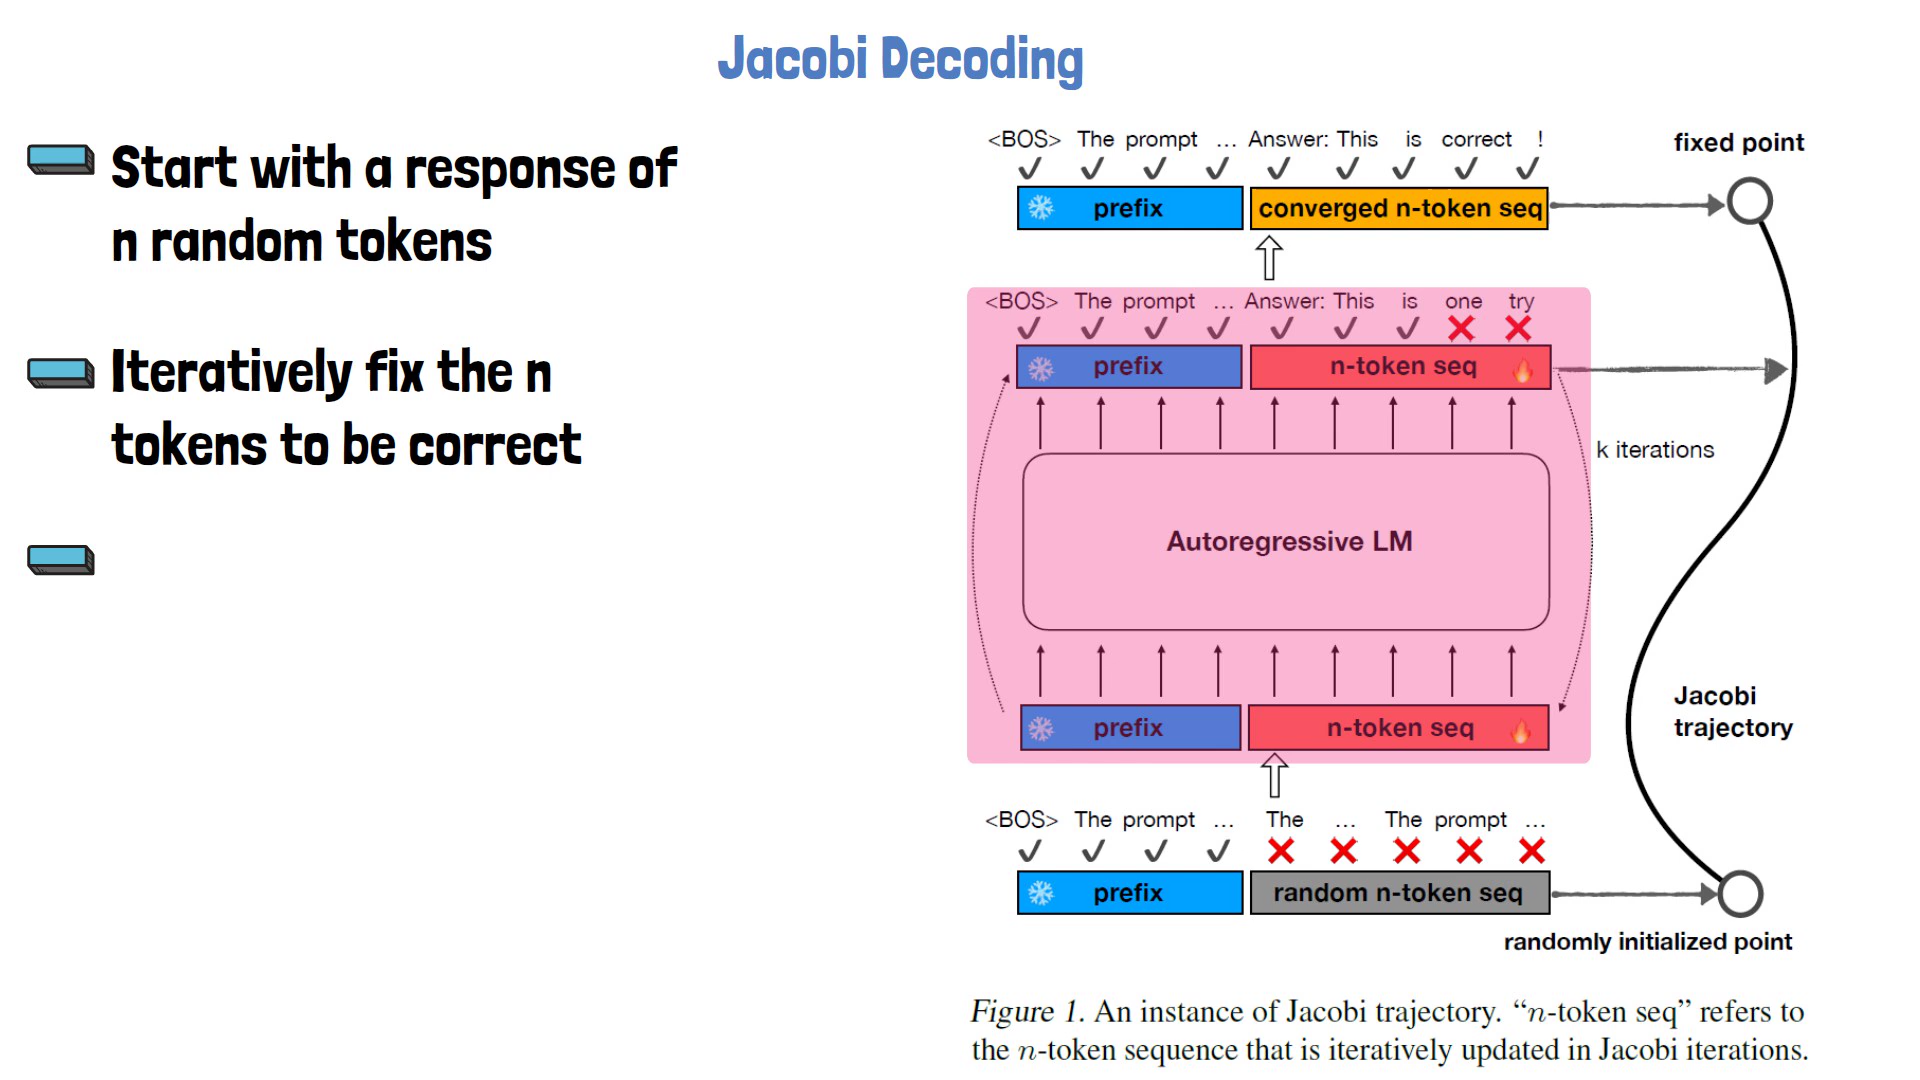 Jacobi Decoding
Start with a response of
n random tokens
Iteratively fix the n
tokens to be correct
<BOS> The prompt ... Answer: This is correct !
fixed point
prefix converged n-token seq
<BOS> The prompt ... Answer: This is one try
prefix n-token seq
k iterations
Autoregressive LM
Jacobi
trajectory
prefix n-token seq
<BOS> The prompt ... The ... The prompt ...
prefix random n-token seq
randomly initialized point
Figure 1. An instance of Jacobi trajectory. “n-token seq” refers to
the n-token sequence that is iteratively updated in Jacobi iterations.